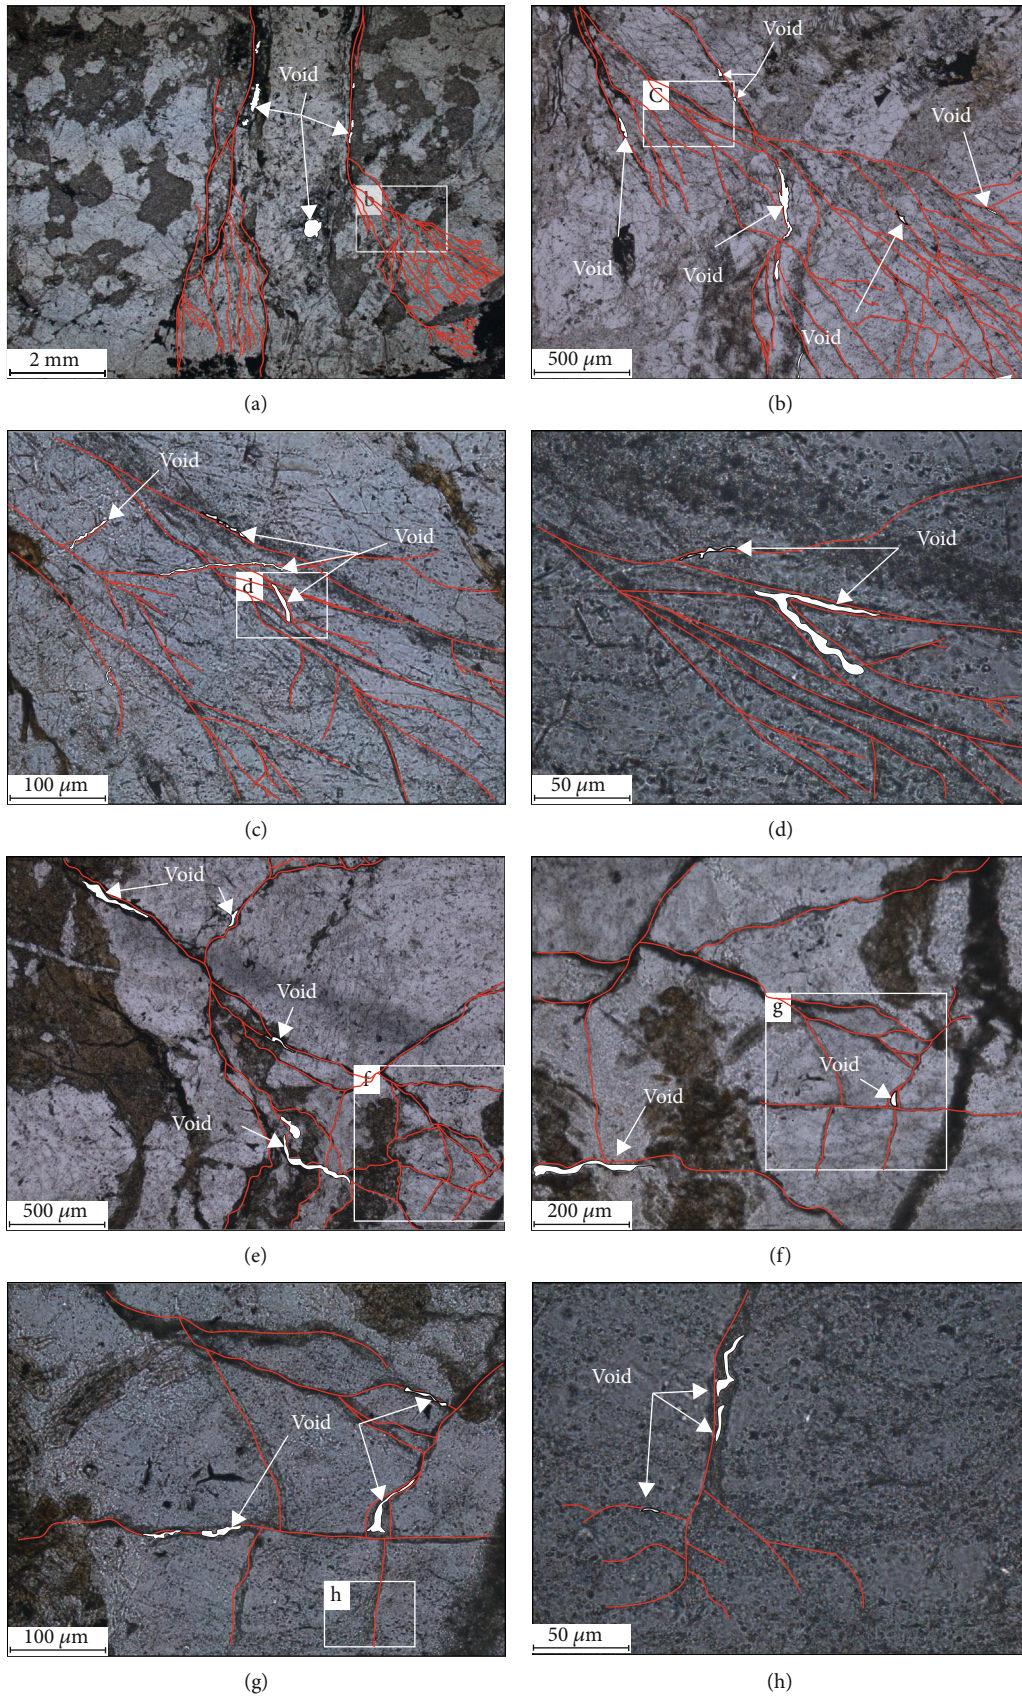 Void
b
2 mm
(a)
Void
C
Void
Void
Void
Void
500 µm
(b)
Void
Void
d
100 µm
(c)
Void
50 µm
(d)
Void
Void
f
Void
500 µm
(e)
g
Void
Void
200 µm
(f)
Void
h
100 µm
(g)
Void
50 µm
(h)